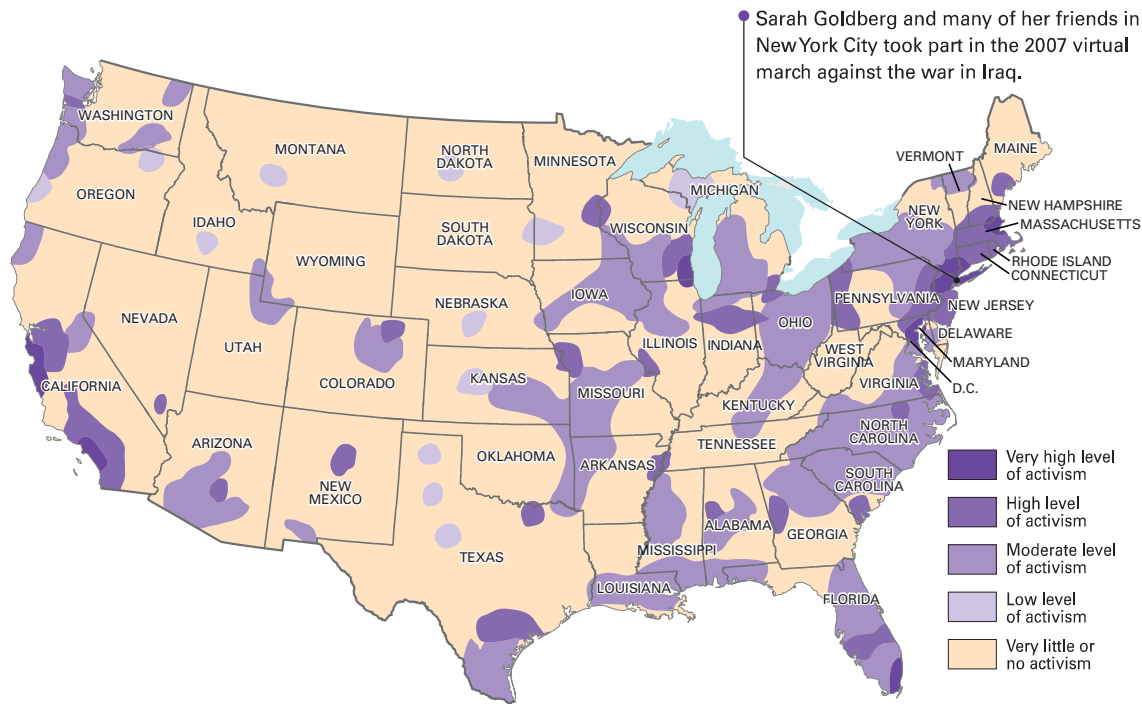 Sarah Goldberg and many of her friends in
New York City took part in the 2007 virtual
march against the war in Iraq.
WASHINGTON
MONTANA
NORTH
DAKOTA
MINNESOTA
VERMONT
MAINE
OREGON
IDAHO
SOUTH
DAKOTA
WISCONSIN
MICHIGAN
NEW
YORK
NEW HAMPSHIRE
MASSACHUSETTS
RHODE ISLAND
CONNECTICUT
WYOMING
NEBRASKA
IOWA
PENNSYLVANIA
NEW JERSEY
NEVADA
UTAH
COLORADO
KANSAS
ILLINOIS
INDIANA
OHIO
DELAWARE
MARYLAND
D.C.
WEST
VIRGINIA
VIRGINIA
CALIFORNIA
MISSOURI
KENTUCKY
ARIZONA
NEW
MEXICO
OKLAHOMA
ARKANSAS
TENNESSEE
NORTH
CAROLINA
SOUTH
CAROLINA
TEXAS
LOUISIANA
MISSISSIPPI
ALABAMA
GEORGIA
FLORIDA
Very high level
of activism
High level
of activism
Moderate level
of activism
Low level
of activism
Very little or
no activism